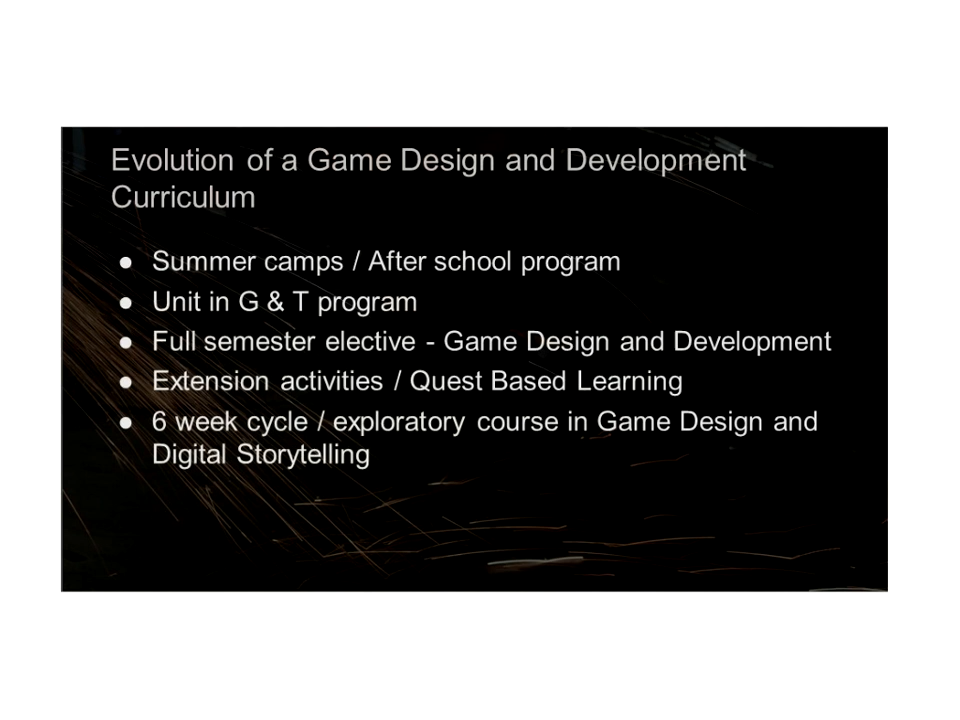 Evolution of a Game Design and Development
Curriculum
● Summer camps / After school program
● Unit in G & T program
● Full semester elective - Game Design and Development
● Extension activities / Quest Based Learning
● 6 week cycle / exploratory course in Game Design and
Digital Storytelling